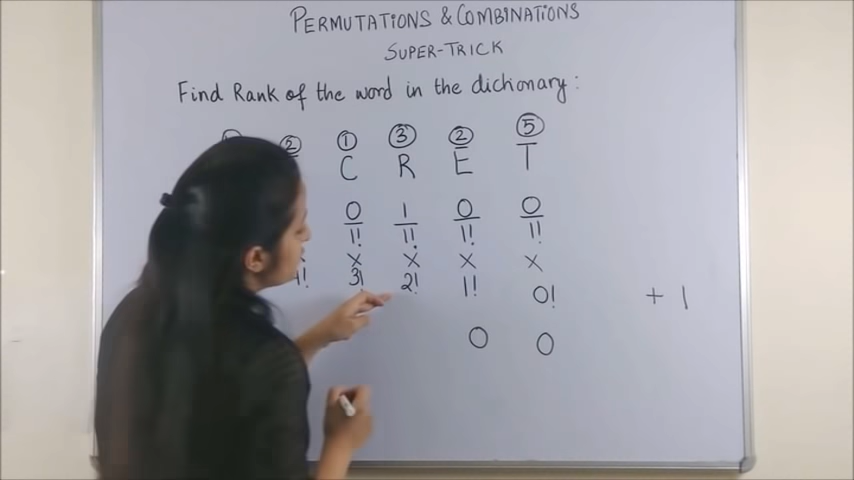 PERMUTATIONS & COMBINATIONS
SUPER-TRICK
Find Rank of the word in the dictionary:
② ① ③ ② ⑤
C R E T
0 1 0 0
1! 1! 1! 1!
× × × ×
3! 2! 1! 0! + 1
0 0